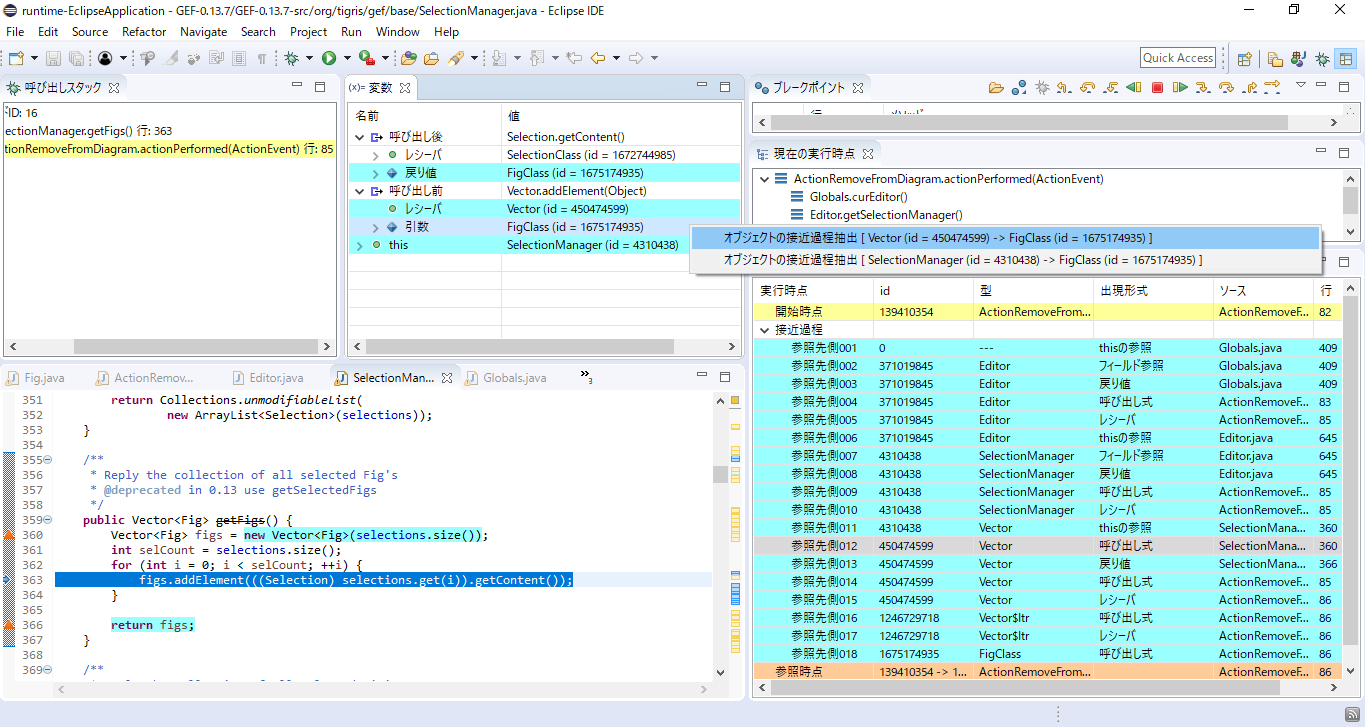 runtime-EclipseApplication - GEF-0.13.7/GEF-0.13.7-src/org/tigris/gef/base/SelectionManager.java - Eclipse IDE
File Edit Source Refactor Navigate Search Project Run Window Help
Quick Access
呼び出しスタック
ID: 16
ectionManager.getFigs() 行: 363
tionRemoveFromDiagram.actionPerformed(ActionEvent) 行: 85
(x)= 変数
名前 値
呼び出し後 Selection.getContent()
レシーバ SelectionClass (id = 1672744985)
戻り値 FigClass (id = 1675174935)
呼び出し前 Vector.addElement(Object)
レシーバ Vector (id = 450474599)
引数 FigClass (id = 1675174935)
this SelectionManager (id = 4310438)
ブレークポイント
現在の実行時点
ActionRemoveFromDiagram.actionPerformed(ActionEvent)
Globals.curEditor()
Editor.getSelectionManager()
オブジェクトの接近過程抽出 [ Vector (id = 450474599) -> FigClass (id = 1675174935) ]
オブジェクトの接近過程抽出 [ SelectionManager (id = 4310438) -> FigClass (id = 1675174935) ]
実行時点 id 型 出現形式 ソース 行
開始時点 139410354 ActionRemoveFrom... ActionRemoveF... 82
接近過程
参照先側001 0 --- thisの参照 Globals.java 409
参照先側002 371019845 Editor フィールド参照 Globals.java 409
参照先側003 371019845 Editor 戻り値 Globals.java 409
参照先側004 371019845 Editor 呼び出し式 ActionRemoveF... 83
参照先側005 371019845 Editor レシーバ ActionRemoveF... 85
参照先側006 371019845 Editor thisの参照 Editor.java 645
参照先側007 4310438 SelectionManager フィールド参照 Editor.java 645
参照先側008 4310438 SelectionManager 戻り値 Editor.java 645
参照先側009 4310438 SelectionManager 呼び出し式 ActionRemoveF... 85
参照先側010 4310438 SelectionManager レシーバ ActionRemoveF... 85
参照先側011 4310438 Vector thisの参照 SelectionMana... 360
参照先側012 450474599 Vector 呼び出し式 SelectionMana... 360
参照先側013 450474599 Vector 戻り値 SelectionMana... 366
参照先側014 450474599 Vector 呼び出し式 ActionRemoveF... 85
参照先側015 450474599 Vector レシーバ ActionRemoveF... 86
参照先側016 1246729718 Vector$Itr 呼び出し式 ActionRemoveF... 86
参照先側017 1246729718 Vector$Itr レシーバ ActionRemoveF... 86
参照先側018 1675174935 FigClass 呼び出し式 ActionRemoveF... 86
参照時点 139410354 -> 1... ActionRemoveFrom... ActionRemoveF... 86
Fig.java ActionRemov... Editor.java SelectionMan... Globals.java »3
351 return Collections.unmodifiableList(
352 new ArrayList<Selection>(selections));
353 }
354
355 /**
356 * Reply the collection of all selected Fig's
357 * @deprecated in 0.13 use getSelectedFigs
358 */
359 public Vector<Fig> getFigs() {
360 Vector<Fig> figs = new Vector<Fig>(selections.size());
361 int selCount = selections.size();
362 for (int i = 0; i < selCount; ++i) {
363 figs.addElement(((Selection) selections.get(i)).getContent());
364 }
365
366 return figs;
367 }
368
369 /**